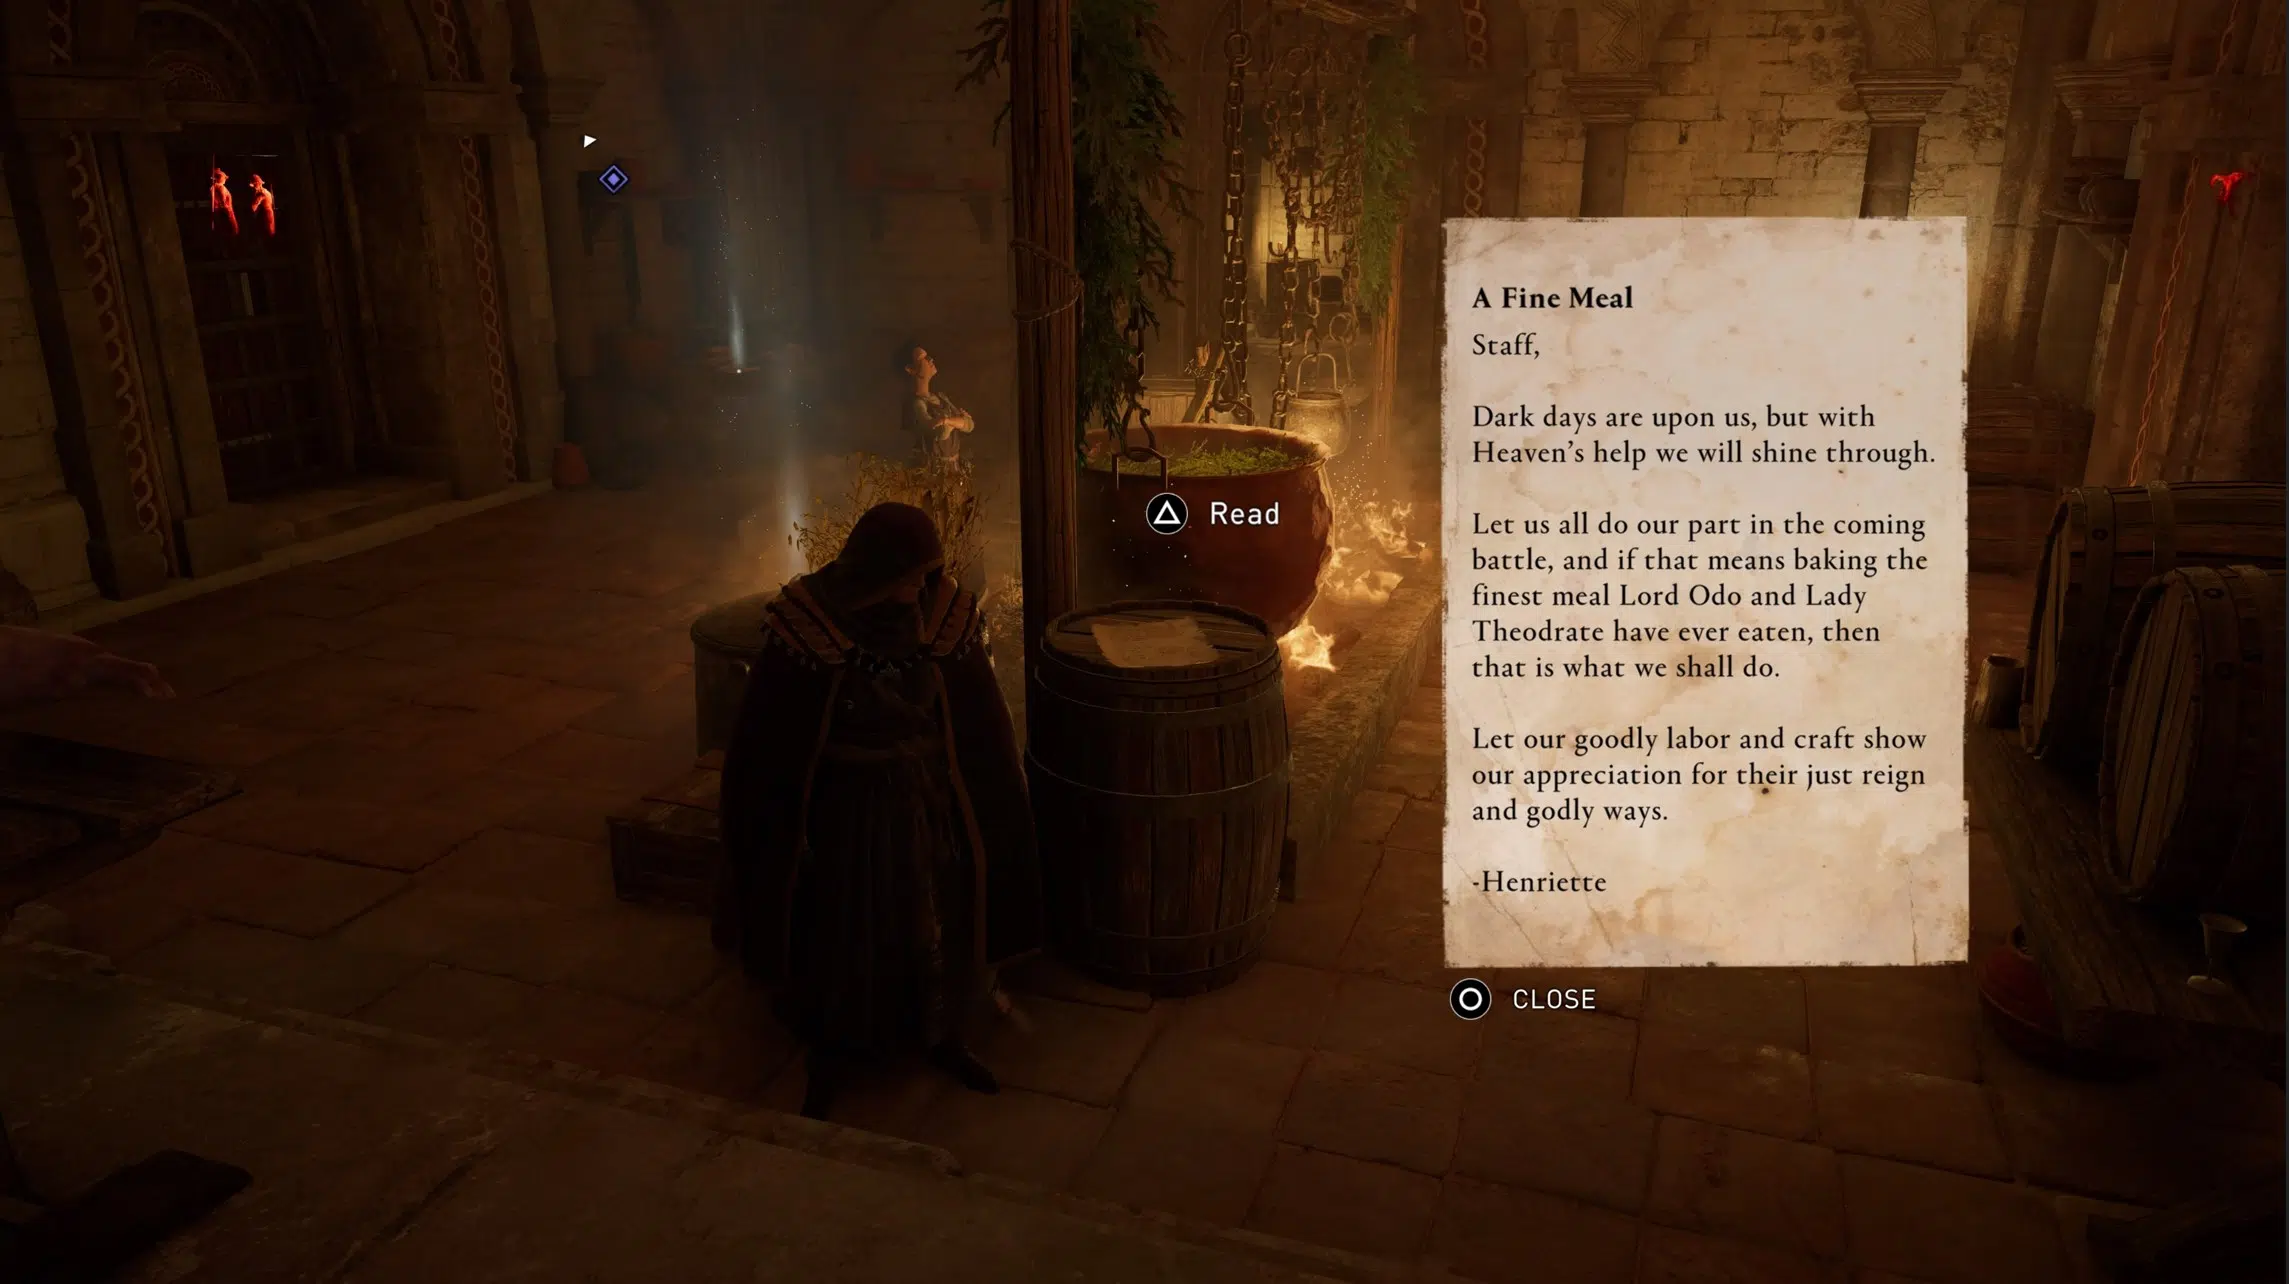 A Fine Meal
Staff,
Dark days are upon us, but with
Heaven's help we will shine through.
Let us all do our part in the coming
battle, and if that means baking the
finest meal Lord Odo and Lady
Theodrate have ever eaten, then
that is what we shall do.
Let our goodly labor and craft show
our appreciation for their just reign
and godly ways.
-Henriette
Read
CLOSE